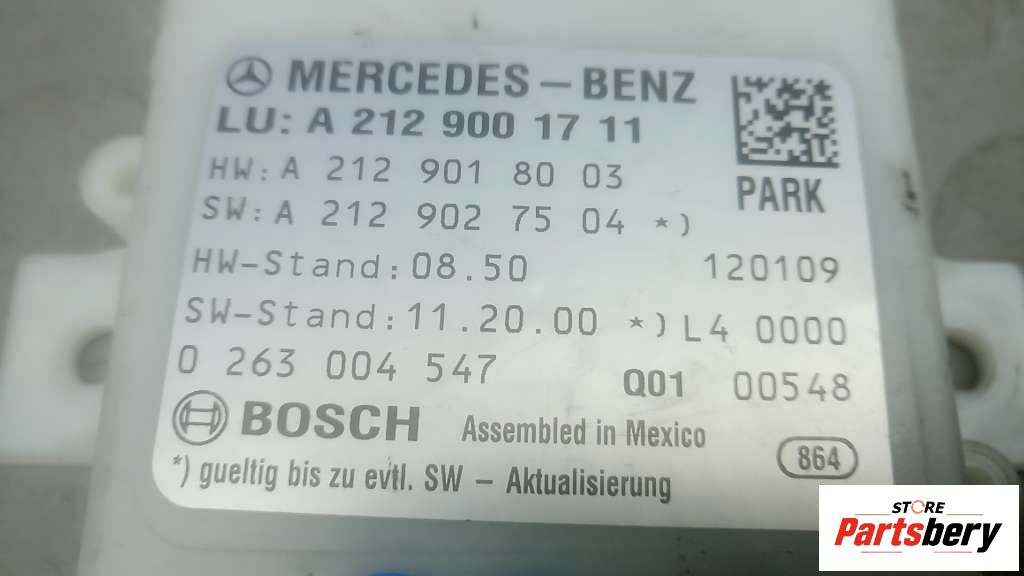 MERCEDES-BENZ
LU: A 212 900 17 11
HW: A 212 901 80 03
PARK
SW: A 212 902 75 04 *)
HW-Stand: 08.50 120109
SW-Stand: 11.20.00 *) L4 0000
0 263 004 547 Q01 00548
BOSCH Assembled in Mexico
864
*) gueltig bis zu evtl. SW - Aktualisierung
STORE
Partsbery